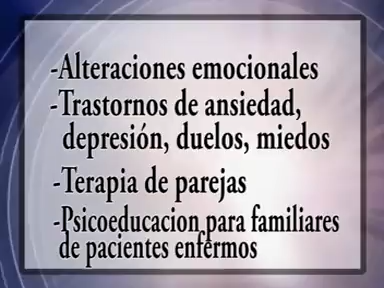 -Alteraciones emocionales
-Trastornos de ansiedad,
depresión, duelos, miedos
-Terapia de parejas
-Psicoeducacion para familiares
de pacientes enfermos